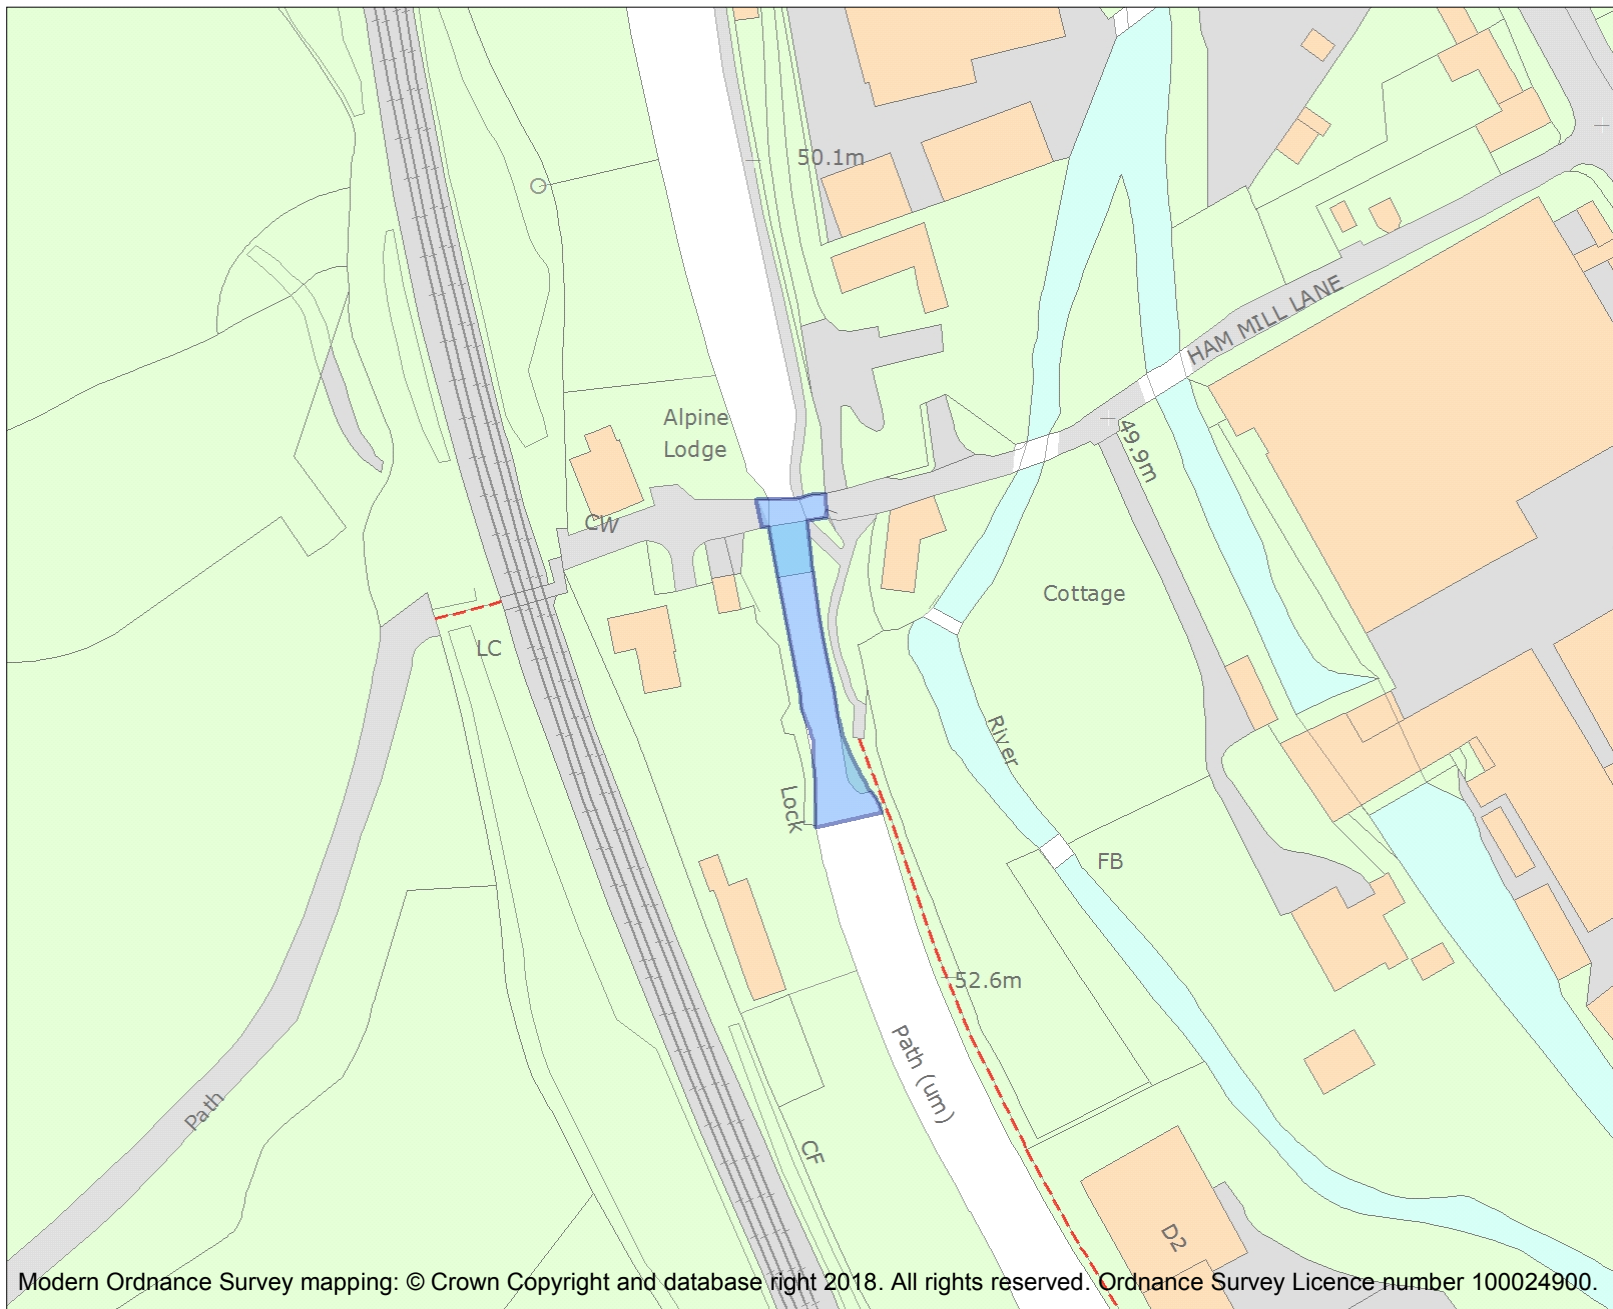 50.1m
HAM MILL LANE
Alpine
Lodge
49.9m
CW
Cottage
LC
River
Lock
FB
52.6m
Path (um)
Path
CF
D2
Modern Ordnance Survey mapping: © Crown Copyright and database right 2018. All rights reserved. Ordnance Survey Licence number 100024900.